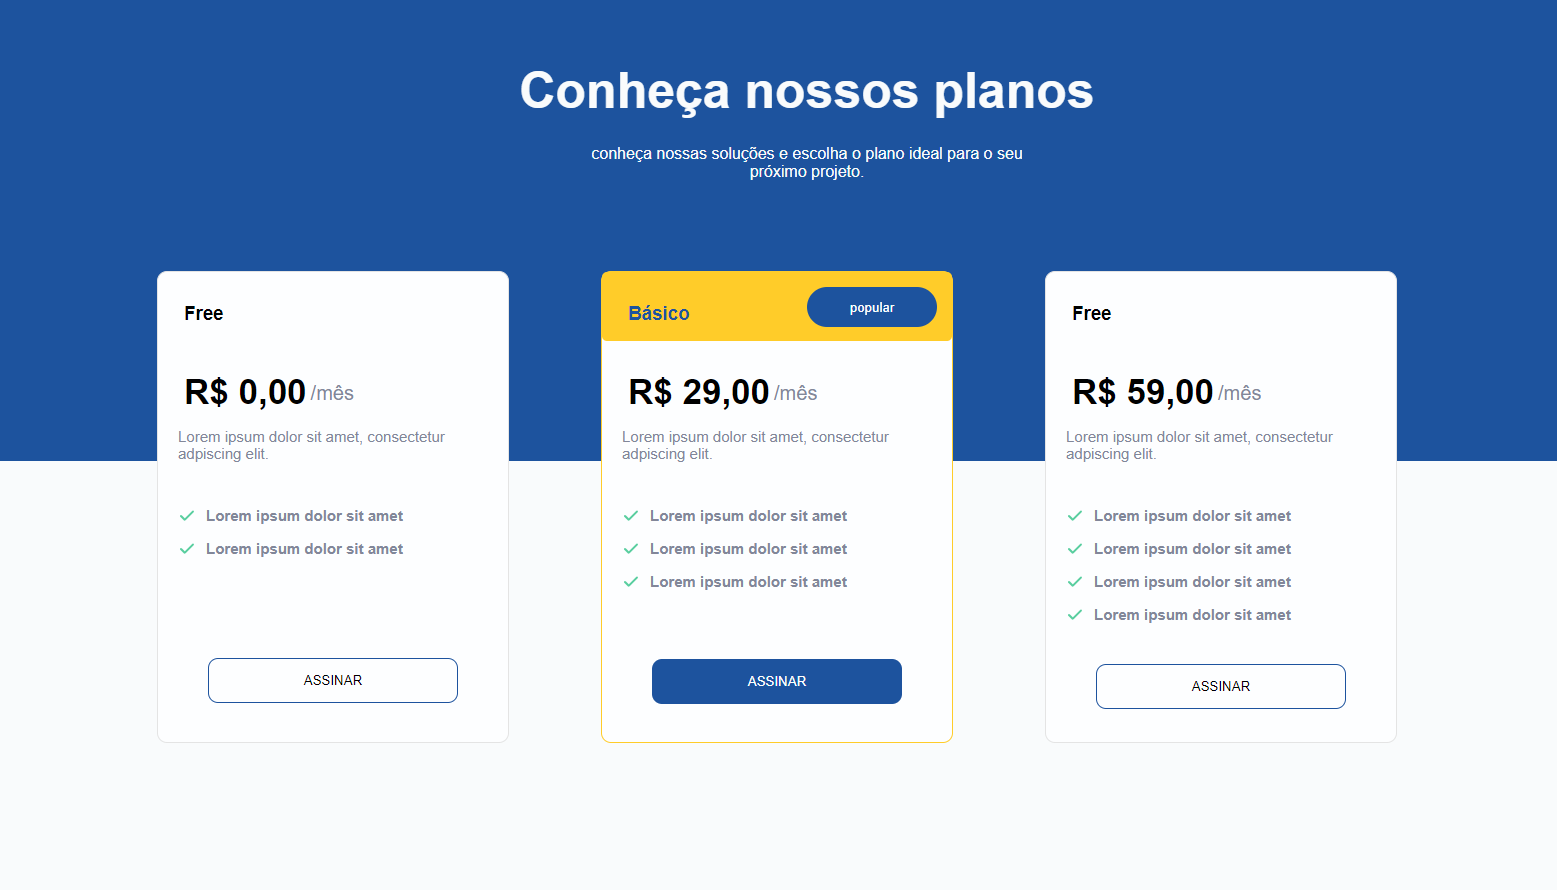 Conheça nossos planos
conheça nossas soluções e escolha o plano ideal para o seu
próximo projeto.
Free
R$ 0,00 /mês
Lorem ipsum dolor sit amet, consectetur
adipiscing elit.
Lorem ipsum dolor sit amet
Lorem ipsum dolor sit amet
ASSINAR
Básico
popular
R$ 29,00 /mês
Lorem ipsum dolor sit amet, consectetur
adipiscing elit.
Lorem ipsum dolor sit amet
Lorem ipsum dolor sit amet
Lorem ipsum dolor sit amet
ASSINAR
Free
R$ 59,00 /mês
Lorem ipsum dolor sit amet, consectetur
adipiscing elit.
Lorem ipsum dolor sit amet
Lorem ipsum dolor sit amet
Lorem ipsum dolor sit amet
Lorem ipsum dolor sit amet
ASSINAR